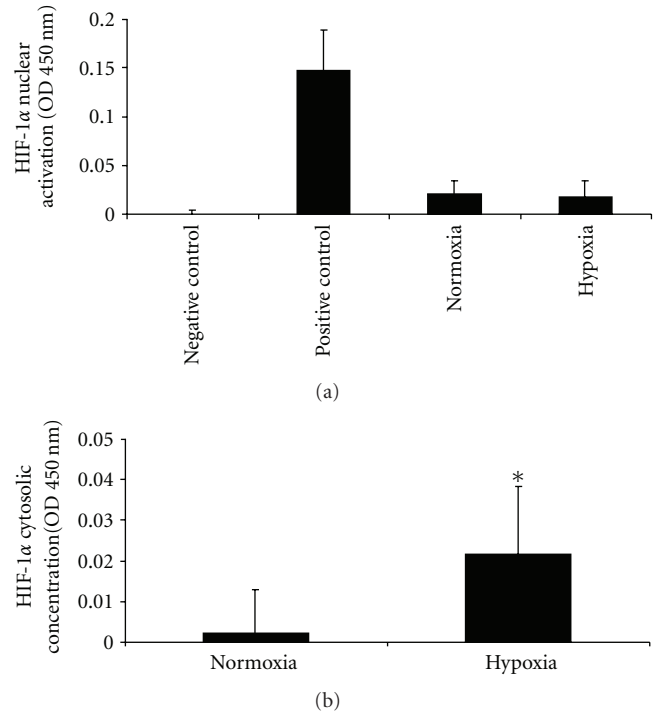 HIF-1α nuclear
activation (OD 450 nm)
0.2
0.15
0.1
0.05
0
Negative control
Positive control
Normoxia
Hypoxia
(a)
HIF-1α cytosolic
concentration(OD 450 nm)
0.05
0.04
0.03
0.02
0.01
0
*
Normoxia
Hypoxia
(b)